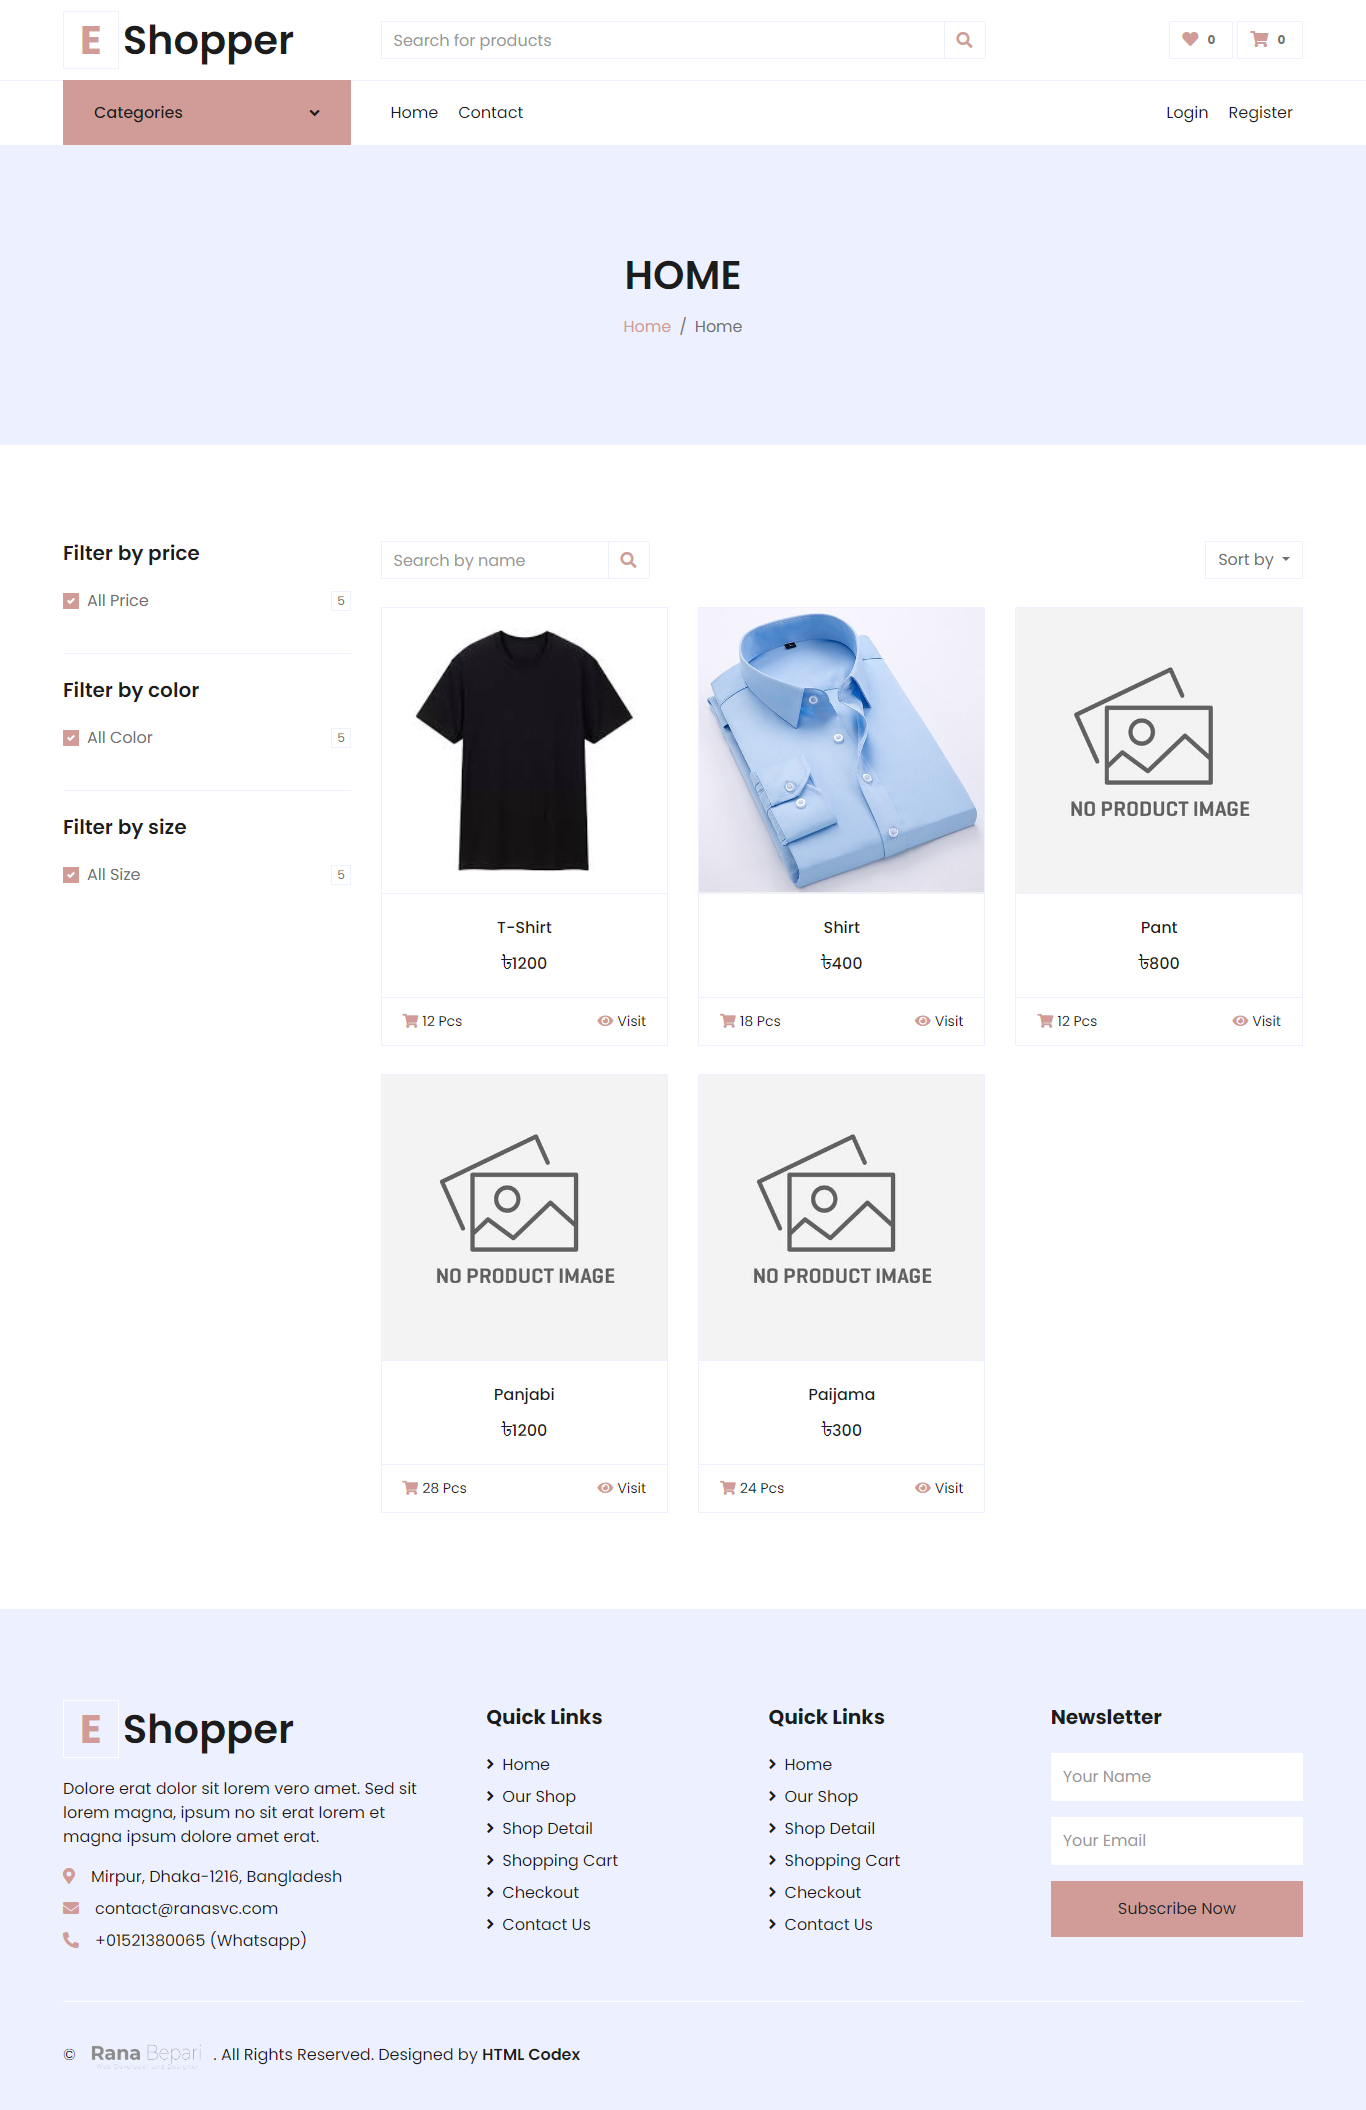 E Shopper
Search for products
0
0
Categories
Home
Contact
Login
Register
HOME
Home / Home
Filter by price
All Price
5
Filter by color
All Color
5
Filter by size
All Size
5
Search by name
Sort by
T-Shirt
৳1200
12 Pcs
Visit
Shirt
৳400
18 Pcs
Visit
NO PRODUCT IMAGE
Pant
৳800
12 Pcs
Visit
NO PRODUCT IMAGE
Panjabi
৳1200
28 Pcs
Visit
NO PRODUCT IMAGE
Paijama
৳300
24 Pcs
Visit
E Shopper
Dolore erat dolor sit lorem vero amet. Sed sit
lorem magna, ipsum no sit erat lorem et
magna ipsum dolore amet erat.
Mirpur, Dhaka-1216, Bangladesh
contact@ranasvc.com
+01521380065 (Whatsapp)
Quick Links
Home
Our Shop
Shop Detail
Shopping Cart
Checkout
Contact Us
Quick Links
Home
Our Shop
Shop Detail
Shopping Cart
Checkout
Contact Us
Newsletter
Your Name
Your Email
Subscribe Now
© Rana Bepari . All Rights Reserved. Designed by HTML Codex